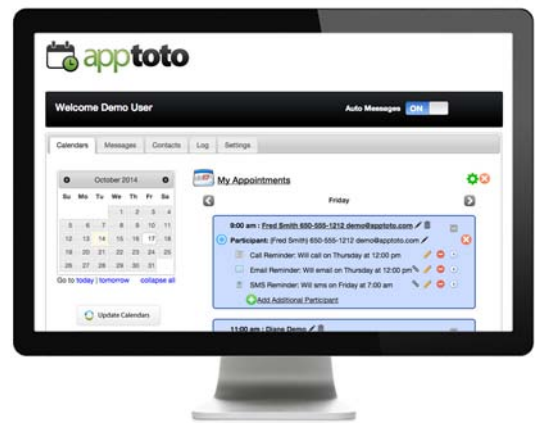 apptoto
Welcome Demo User
Auto Messages ON
Calendars Messages Contacts Log Settings
October 2014
Su Mo Tu We Th Fr Sa
1 2 3 4
5 6 7 8 9 10 11
12 13 14 15 16 17 18
19 20 21 22 23 24 25
26 27 28 29 30 31
Go to today | tomorrow collapse all
Update Calendars
My Appointments
Friday
9:00 am : Fred Smith 650-555-1212 demo@apptoto.com
Participant: (Fred Smith) 650-555-1212 demo@apptoto.com
Call Reminder: Will call on Thursday at 12:00 pm
Email Reminder: Will email on Thursday at 12:00 pm
SMS Reminder: Will sms on Friday at 7:00 am
Add Additional Participant
11:00 am : Diane Demo